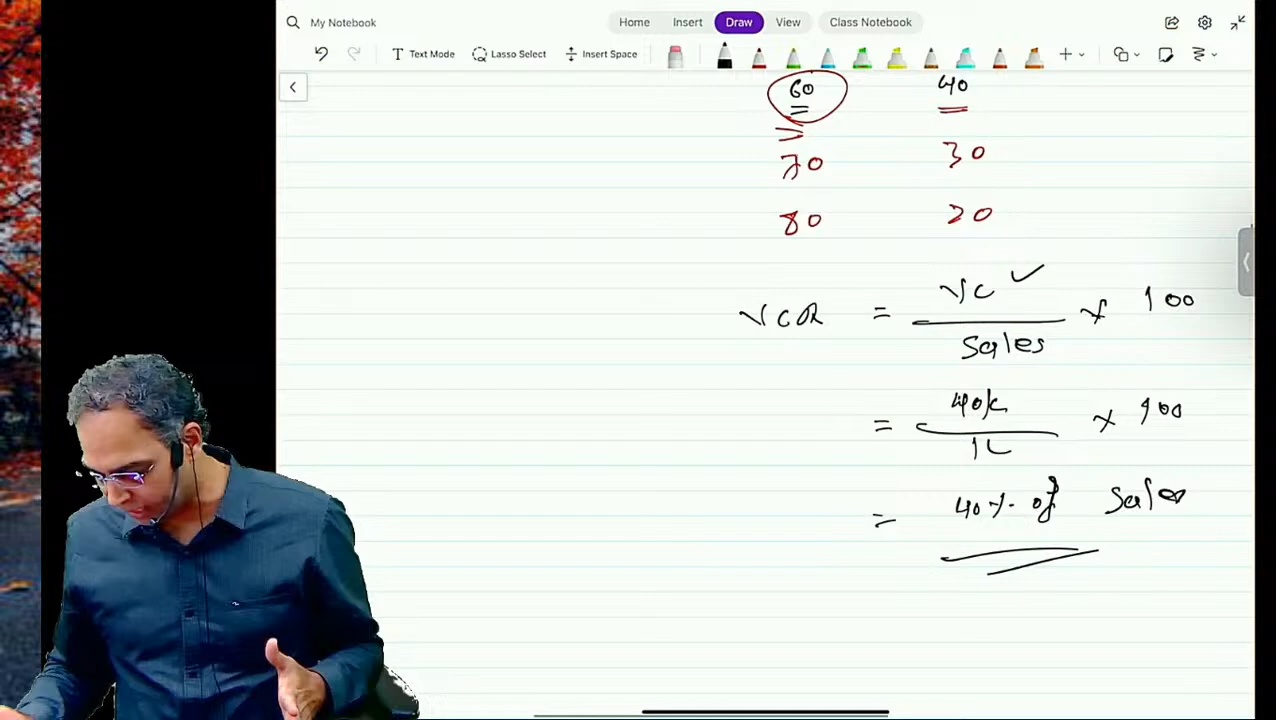 My Notebook Home Insert Draw View Class Notebook
T Text Mode Lasso Select Insert Space
60 40
70 30
80 20
VCR = VC ✓ / Sales × 100
= 40k / 1L × 100
= 40% of Sales